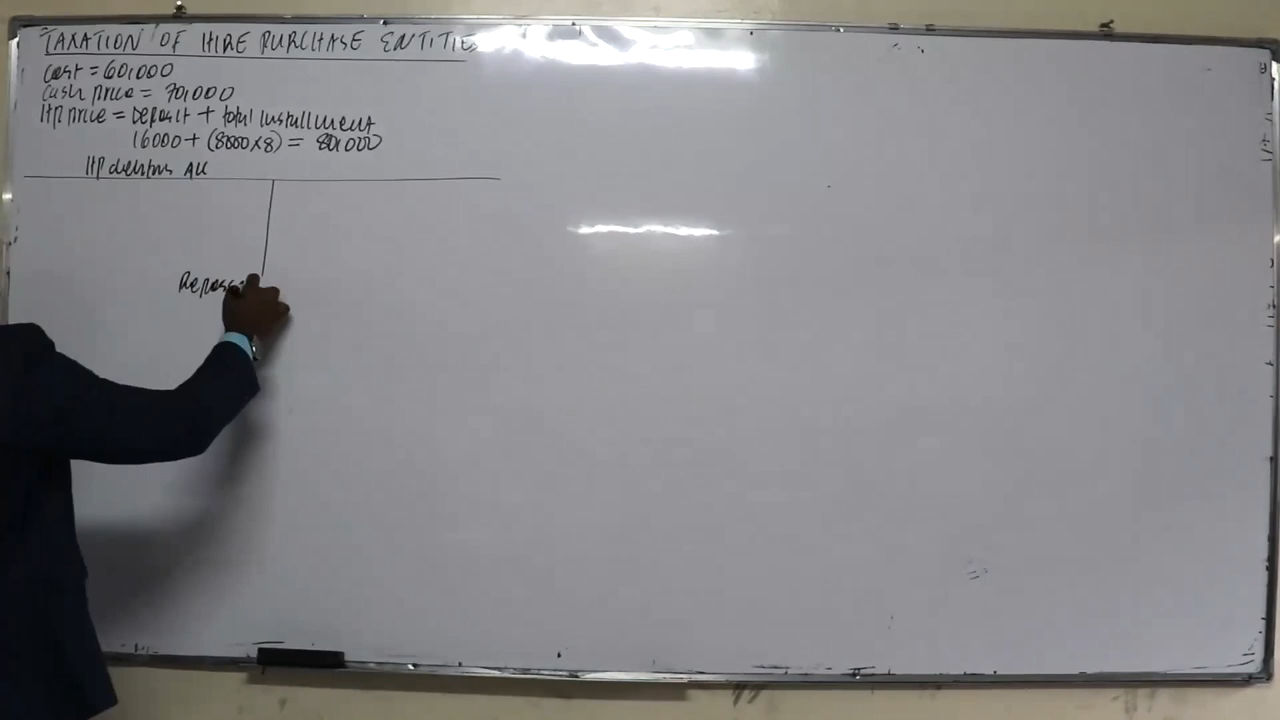 TAXATION OF HIRE PURCHASE ENTITIES
Cost = 60,000
Cash price = 70,000
HP price = Deposit + total installment
16000 + (8000 x 8) = 80,000
HP debtors A/c
Reposs